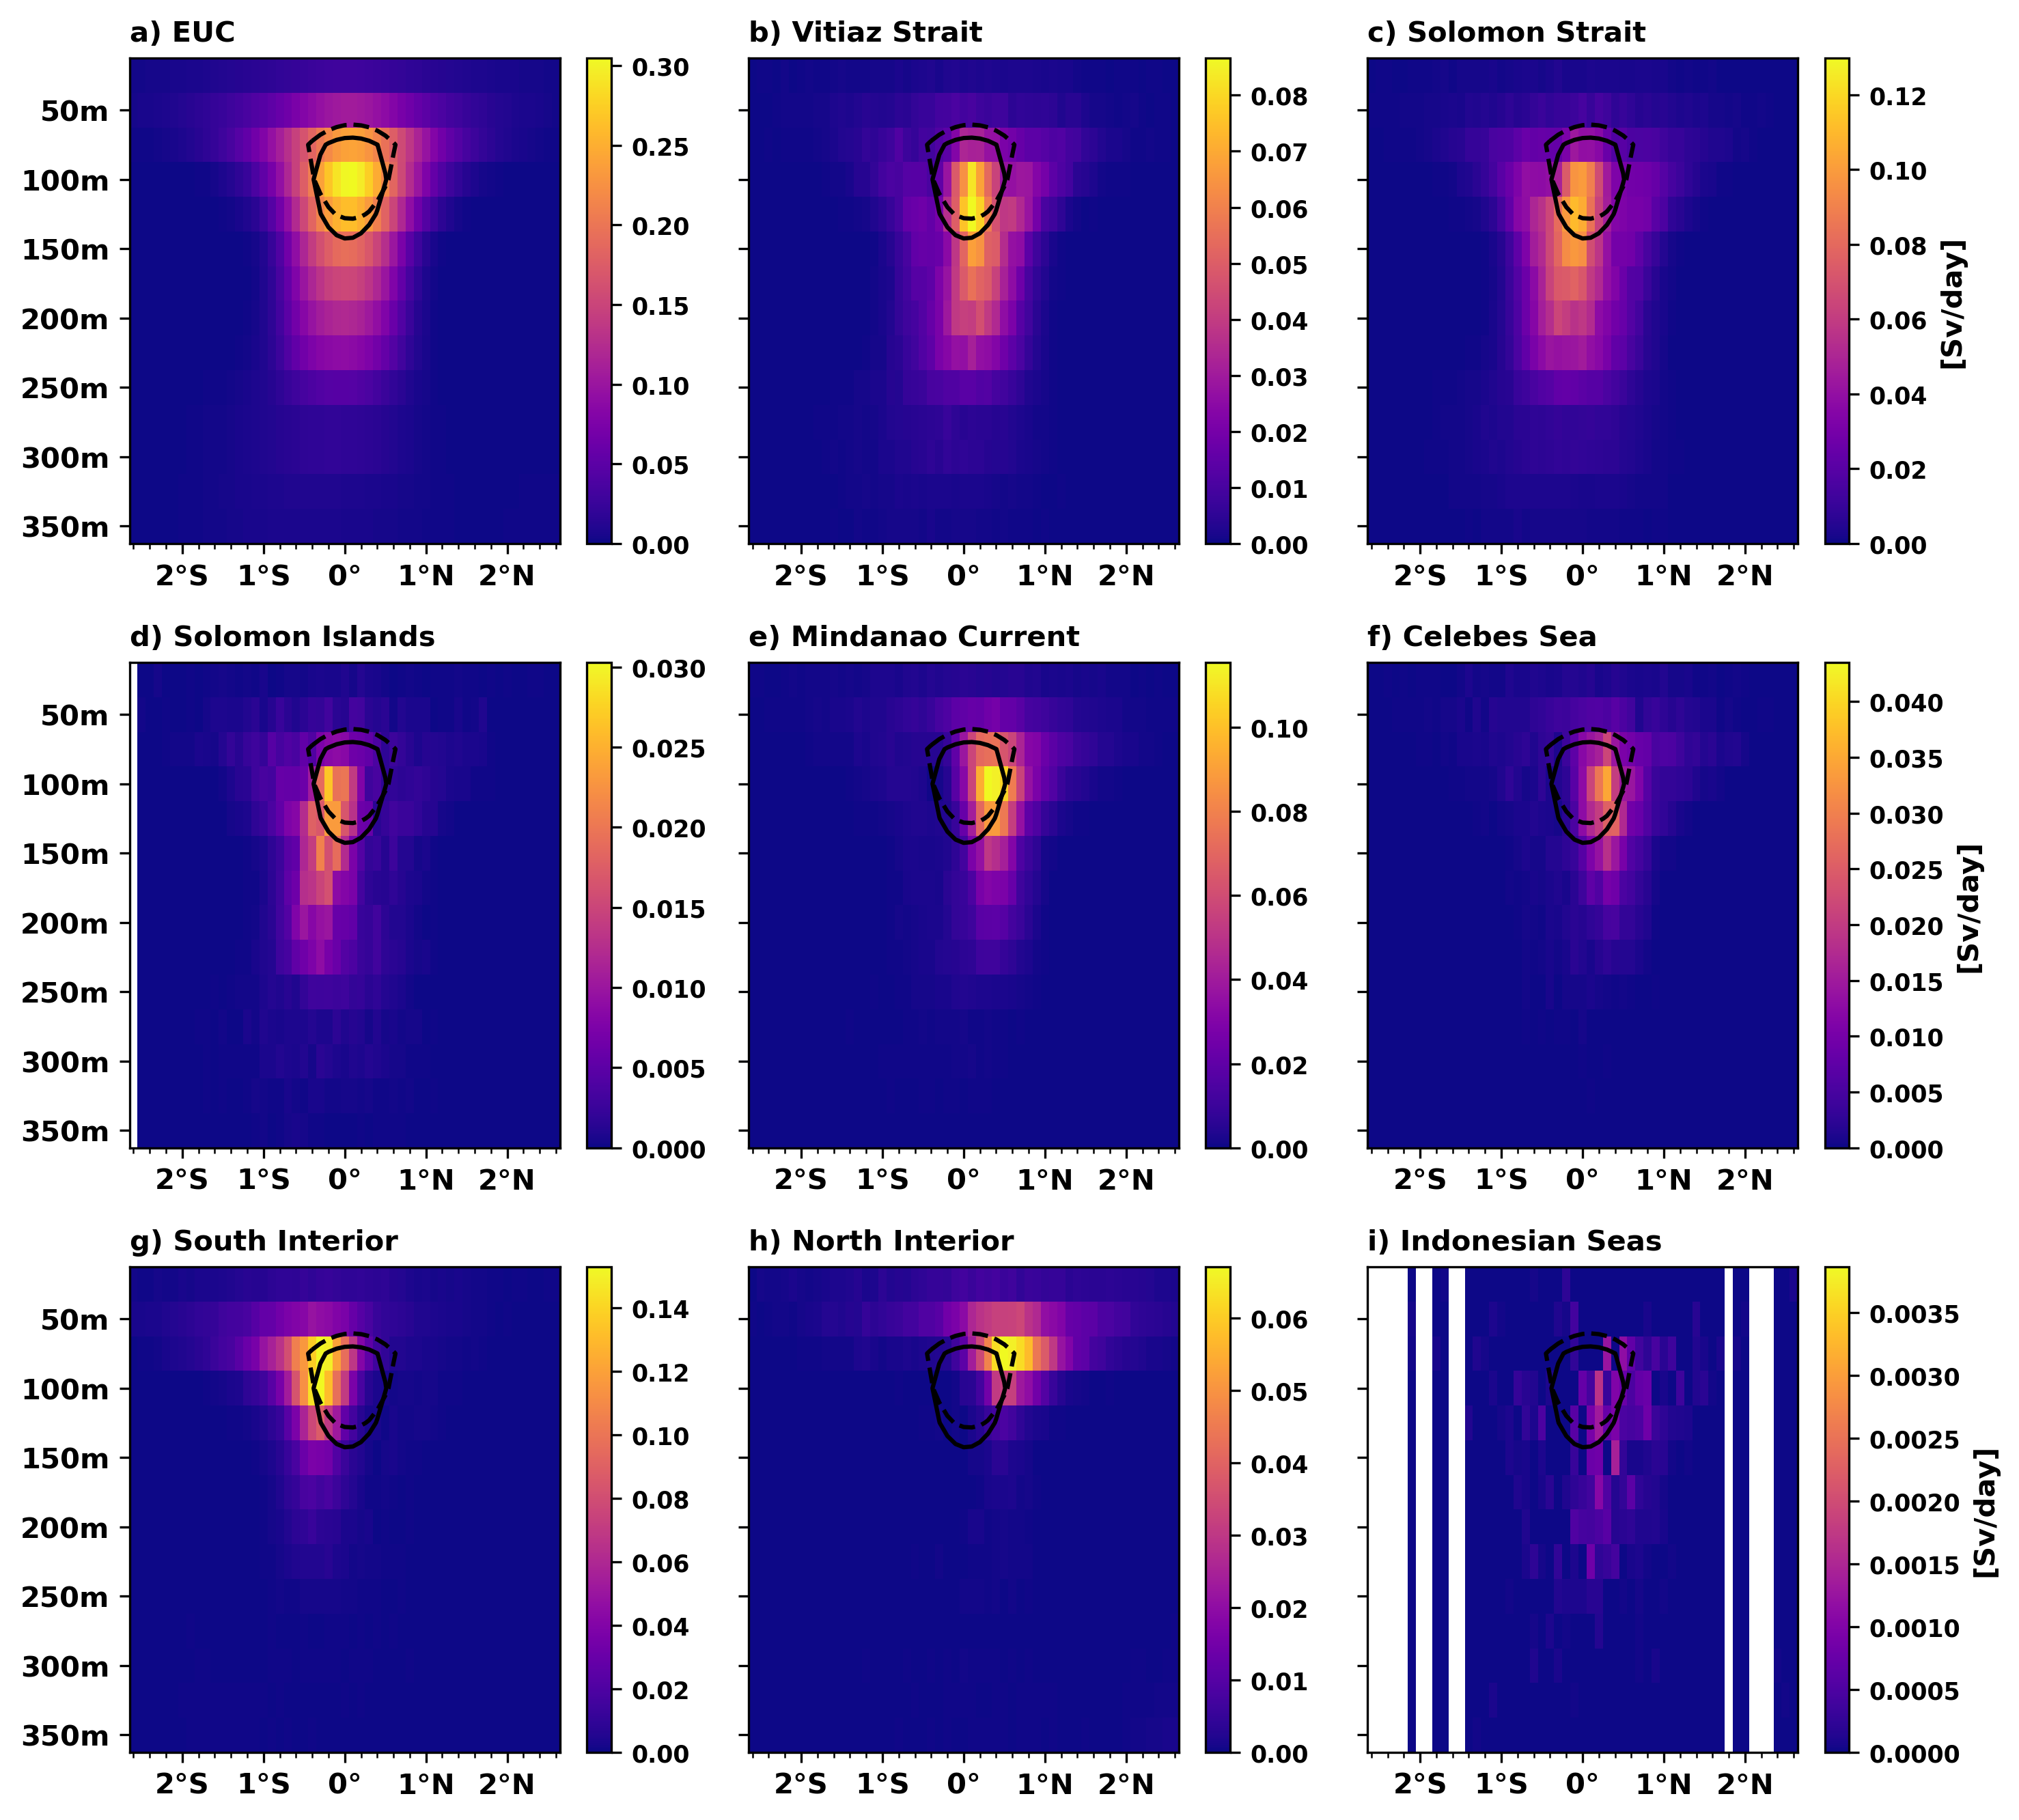 a) EUC
b) Vitiaz Strait
c) Solomon Strait
50m
100m
150m
200m
250m
300m
350m
2°S 1°S 0° 1°N 2°N
0.30
0.25
0.20
0.15
0.10
0.05
0.00
2°S 1°S 0° 1°N 2°N
0.08
0.07
0.06
0.05
0.04
0.03
0.02
0.01
0.00
2°S 1°S 0° 1°N 2°N
0.12
0.10
0.08
0.06
0.04
0.02
0.00
[Sv/day]
d) Solomon Islands
e) Mindanao Current
f) Celebes Sea
50m
100m
150m
200m
250m
300m
350m
2°S 1°S 0° 1°N 2°N
0.030
0.025
0.020
0.015
0.010
0.005
0.000
2°S 1°S 0° 1°N 2°N
0.10
0.08
0.06
0.04
0.02
0.00
2°S 1°S 0° 1°N 2°N
0.040
0.035
0.030
0.025
0.020
0.015
0.010
0.005
0.000
[Sv/day]
g) South Interior
h) North Interior
i) Indonesian Seas
50m
100m
150m
200m
250m
300m
350m
2°S 1°S 0° 1°N 2°N
0.14
0.12
0.10
0.08
0.06
0.04
0.02
0.00
2°S 1°S 0° 1°N 2°N
0.06
0.05
0.04
0.03
0.02
0.01
0.00
2°S 1°S 0° 1°N 2°N
0.0035
0.0030
0.0025
0.0020
0.0015
0.0010
0.0005
0.0000
[Sv/day]